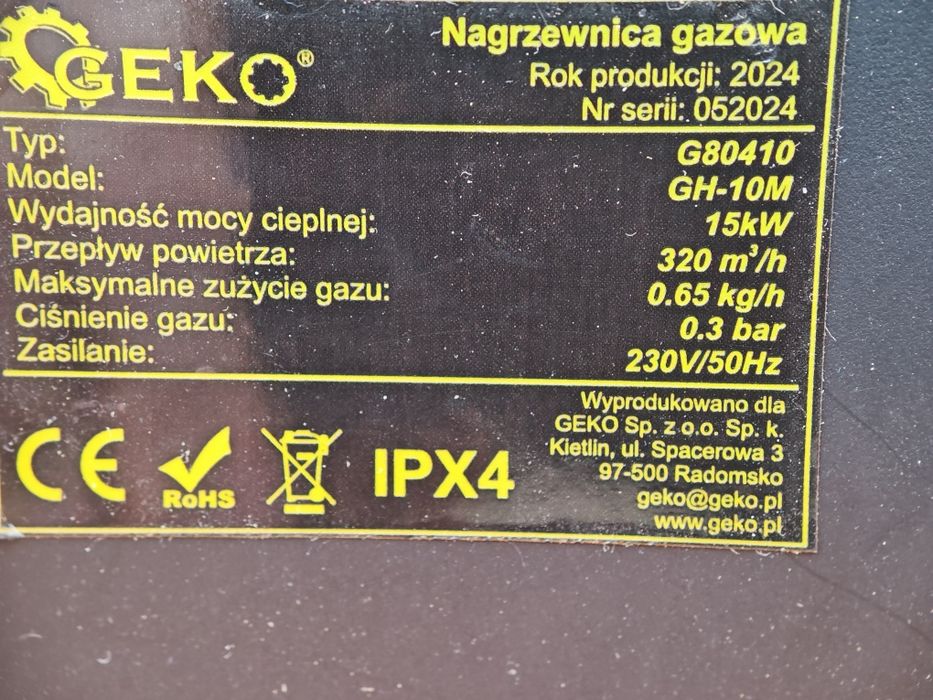 GEKO®
Nagrzewnica gazowa
Rok produkcji: 2024
Nr serii: 052024
Typ: G80410
Model: GH-10M
Wydajność mocy cieplnej: 15kW
Przepływ powietrza: 320 m³/h
Maksymalne zużycie gazu: 0.65 kg/h
Ciśnienie gazu: 0.3 bar
Zasilanie: 230V/50Hz
CE RoHS IPX4
Wyprodukowano dla
GEKO Sp. z o.o. Sp. k.
Kietlin, ul. Spacerowa 3
97-500 Radomsko
geko@geko.pl
www.geko.pl